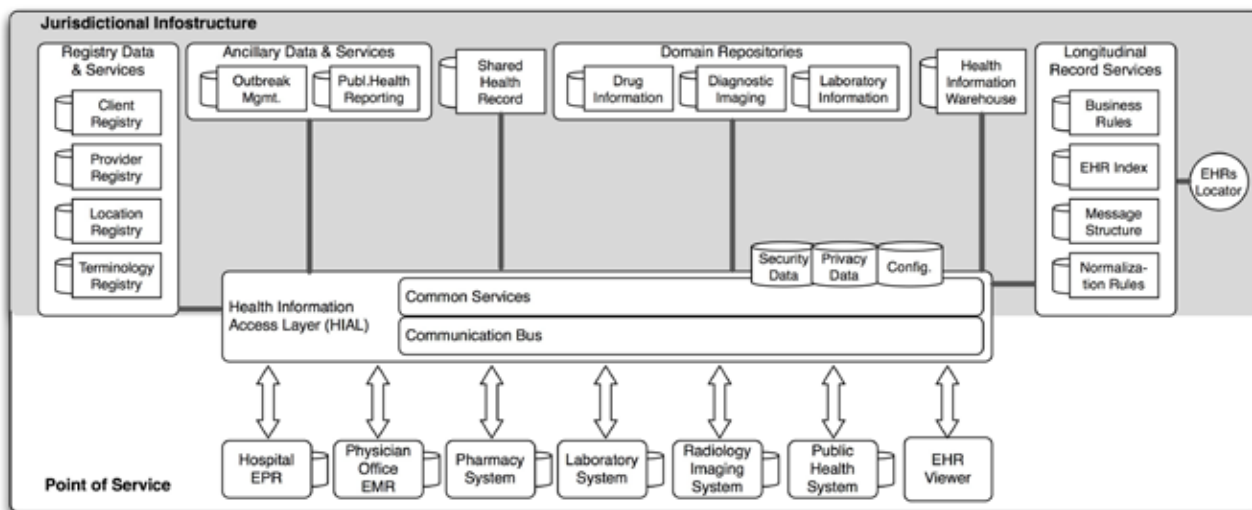 Jurisdictional Infostructure
Registry Data
& Services
Client
Registry
Provider
Registry
Location
Registry
Terminology
Registry
Ancillary Data & Services
Outbreak
Mgmt.
Publ.Health
Reporting
Shared
Health
Record
Domain Repositories
Drug
Information
Diagnostic
Imaging
Laboratory
Information
Health
Information
Warehouse
Longitudinal
Record Services
Business
Rules
EHR Index
Message
Structure
Normaliza-
tion Rules
EHRs
Locator
Security
Data
Privacy
Data
Config.
Health Information
Access Layer (HIAL)
Common Services
Communication Bus
Hospital
EPR
Physician
Office
EMR
Pharmacy
System
Laboratory
System
Radiology
Imaging
System
Public
Health
System
EHR
Viewer
Point of Service